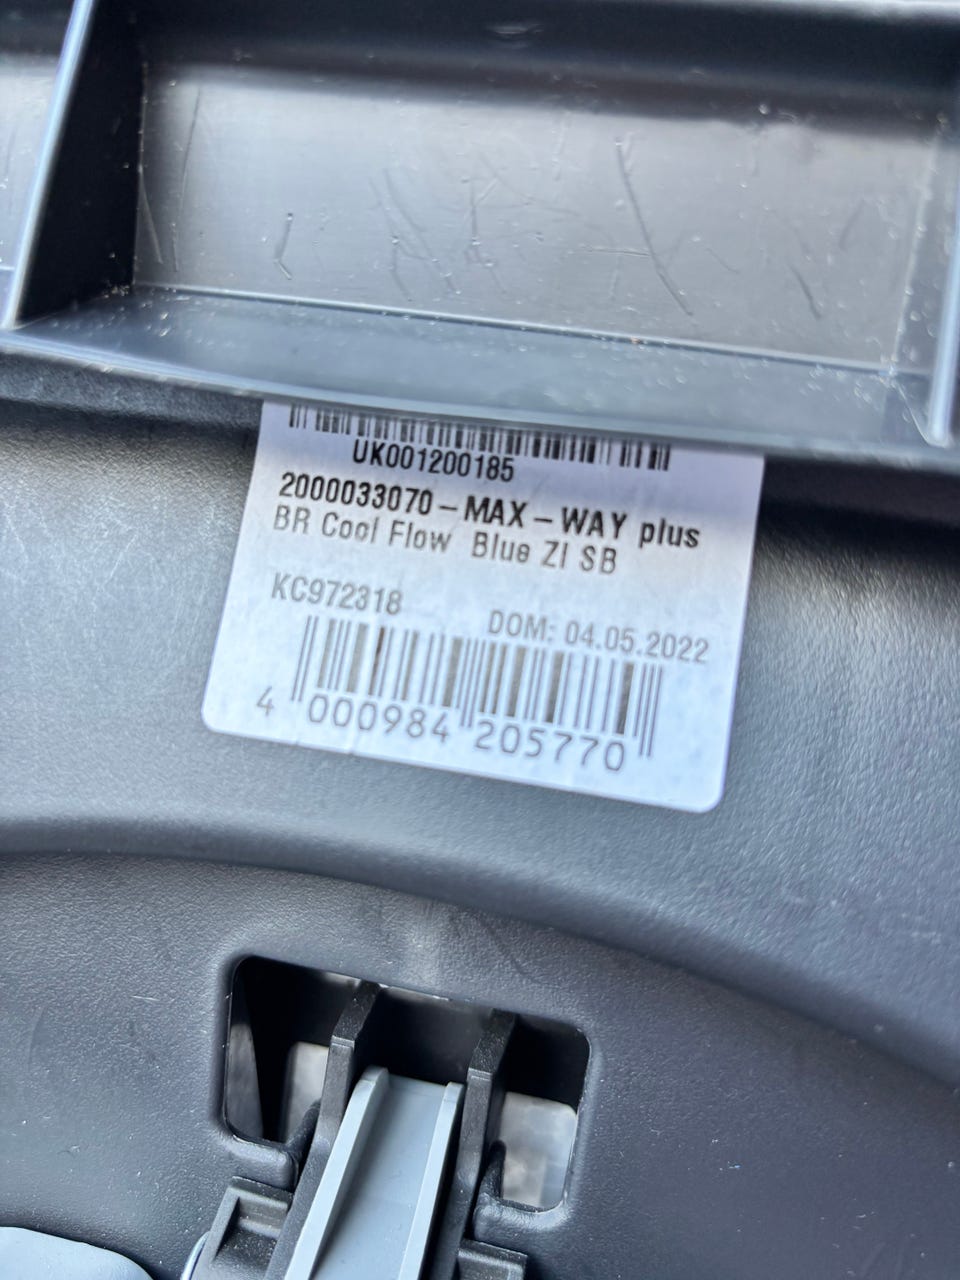 UK001200185
2000033070 – MAX – WAY plus
BR Cool Flow Blue ZI SB
KC972318
DOM: 04.05.2022
4 000984 205770